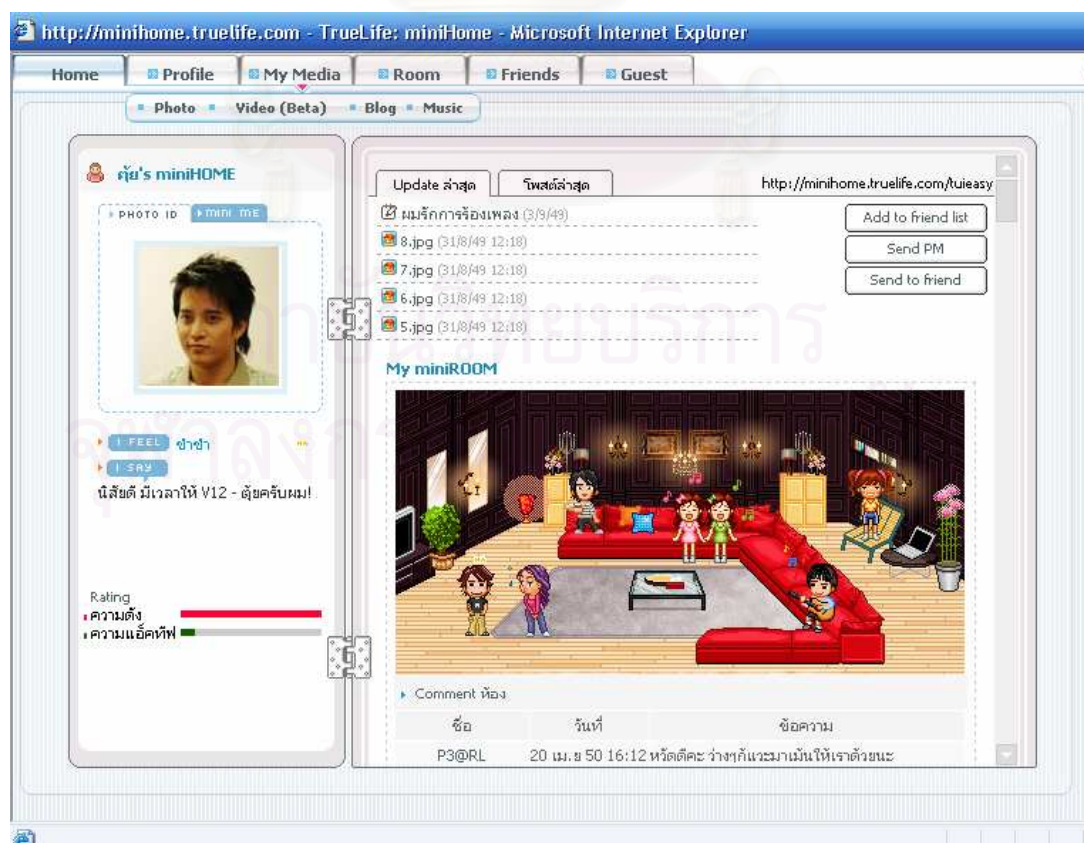 http://minihome.truelife.com - TrueLife: miniHome - Microsoft Internet Explorer
Home Profile My Media Room Friends Guest
Photo Video (Beta) Blog Music
ตุ้ย's miniHOME
PHOTO ID MINI ME
I FEEL ขำขำ
I SAY
นิสัยดี มีเวลาให้ V12 - ตุ้ยครับผม!
Rating
ความดัง
ความแอ็คทีฟ
Update ล่าสุด โพสต์ล่าสุด http://minihome.truelife.com/tuieasy
ผมรักการร้องเพลง (3/9/49)
8.jpg (31/8/49 12:18)
7.jpg (31/8/49 12:18)
6.jpg (31/8/49 12:18)
5.jpg (31/8/49 12:18)
Add to friend list
Send PM
Send to friend
My miniROOM
Comment ห้อง
ชื่อ วันที่ ข้อความ
P3@RL 20 เม.ย 50 16:12 หวัดดีคะ ว่างๆก้แวะมาเม้นให้เราด้วยนะ